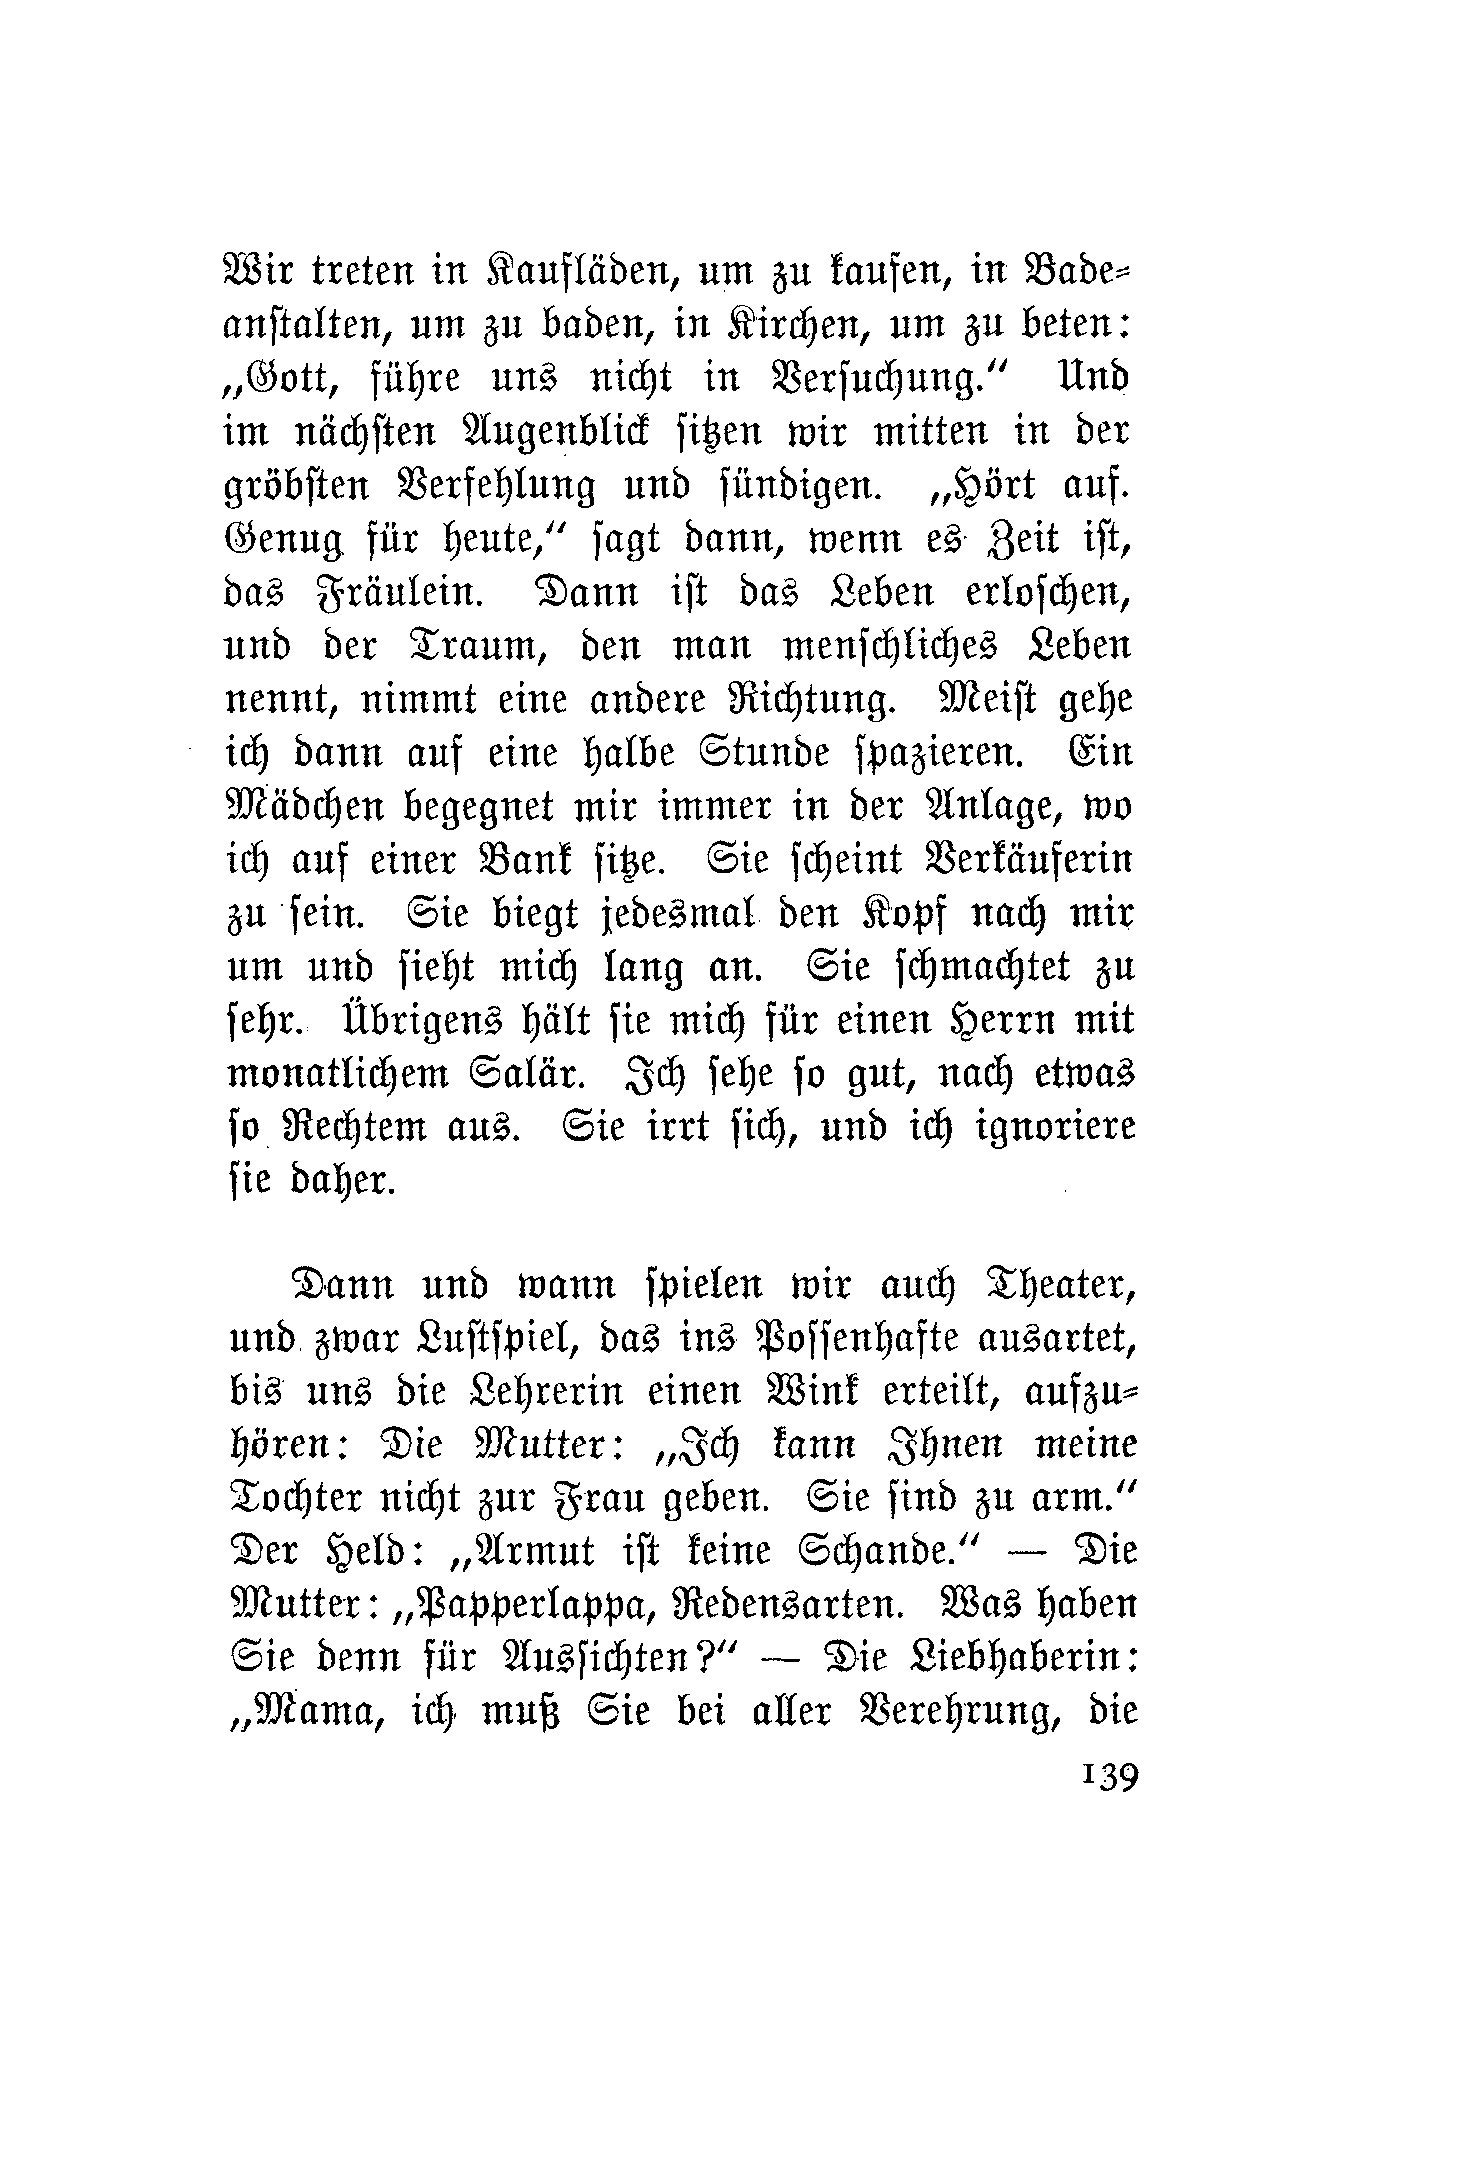 Wir treten in Kaufläden, um zu kaufen, in Bade-
anstalten, um zu baden, in Kirchen, um zu beten:
„Gott, führe uns nicht in Versuchung.“ Und
im nächsten Augenblick sitzen wir mitten in der
gröbsten Verfehlung und sündigen. „Hört auf.
Genug für heute,“ sagt dann, wenn es Zeit ist,
das Fräulein. Dann ist das Leben erloschen,
und der Traum, den man menschliches Leben
nennt, nimmt eine andere Richtung. Meist gehe
ich dann auf eine halbe Stunde spazieren. Ein
Mädchen begegnet mir immer in der Anlage, wo
ich auf einer Bank sitze. Sie scheint Verkäuferin
zu sein. Sie biegt jedesmal den Kopf nach mir
um und sieht mich lang an. Sie schmachtet zu
sehr. Übrigens hält sie mich für einen Herrn mit
monatlichem Salär. Ich sehe so gut, nach etwas
so Rechtem aus. Sie irrt sich, und ich ignoriere
sie daher.
Dann und wann spielen wir auch Theater,
und zwar Lustspiel, das ins Possenhafte ausartet,
bis uns die Lehrerin einen Wink erteilt, aufzu-
hören: Die Mutter: „Ich kann Ihnen meine
Tochter nicht zur Frau geben. Sie sind zu arm.“
Der Held: „Armut ist keine Schande.“ — Die
Mutter: „Papperlappa, Redensarten. Was haben
Sie denn für Aussichten?“ — Die Liebhaberin:
„Mama, ich muß Sie bei aller Verehrung, die
139